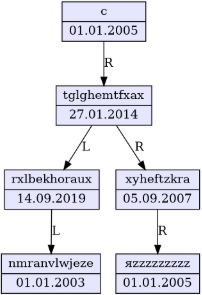 c
01.01.2005
R
tglghemtfxax
27.01.2014
L
R
rxlbekhoraux
14.09.2019
xyheftzkra
05.09.2007
L
R
nmranvlwjeze
01.01.2003
яzzzzzzzzz
01.01.2005